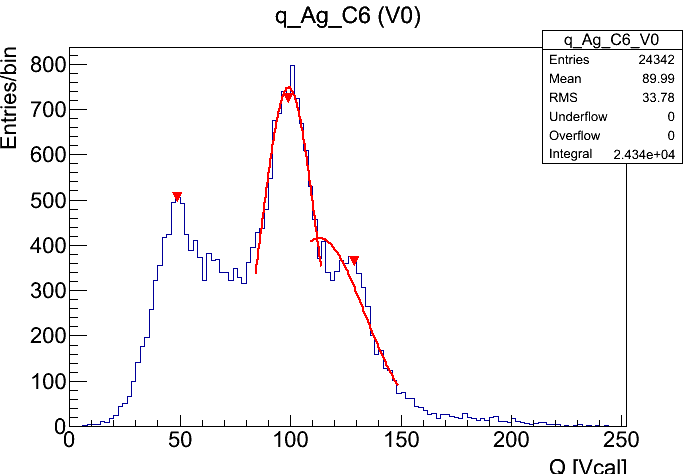 q_Ag_C6 (V0)
q_Ag_C6_V0
Entries 24342
Mean 89.99
RMS 33.78
Underflow 0
Overflow 0
Integral 2.434e+04
Entries/bin
800
700
600
500
400
300
200
100
0
0 50 100 150 200 250
Q [Vcal]